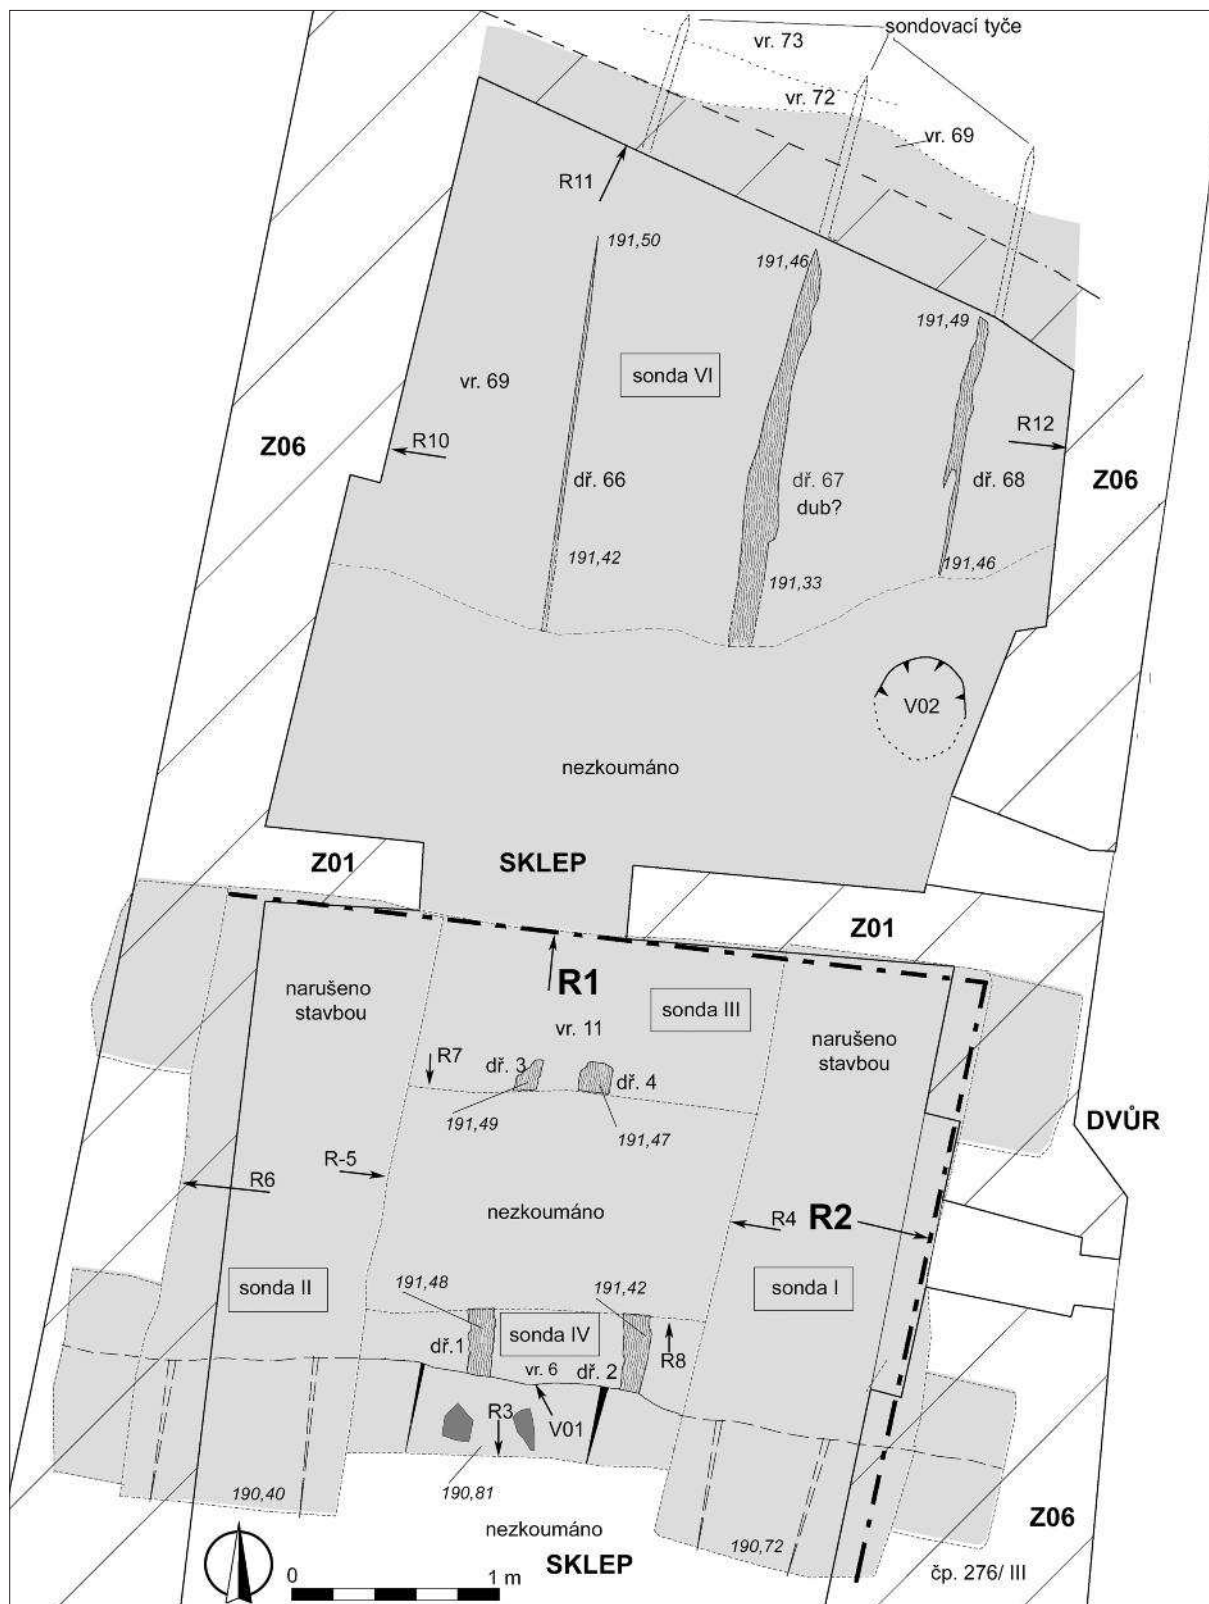 sondovací tyče
vr. 73
vr. 72
vr. 69
R11
191,50
191,46
191,49
sonda VI
vr. 69
R10
R12
Z06
dř. 66
dř. 67
dub?
dř. 68
Z06
191,42
191,33
191,46
V02
nezkoumáno
Z01
SKLEP
Z01
R1
narušeno
stavbou
sonda III
vr. 11
narušeno
stavbou
R7
dř. 3
dř. 4
191,49
191,47
DVŮR
R-5
R6
nezkoumáno
R4
R2
191,48
191,42
sonda II
sonda I
sonda IV
dř.1
vr. 6
dř. 2
R8
R3
V01
190,40
190,81
nezkoumáno
190,72
Z06
SKLEP
čp. 276/ III
0
1 m